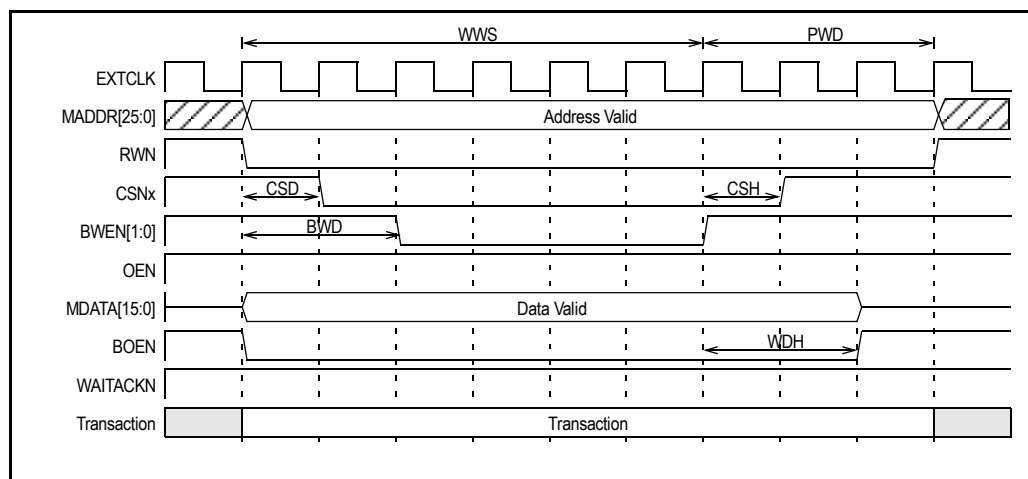 WWS PWD
EXTCLK
MADDR[25:0] Address Valid
RWN
CSNx CSD CSH
BWEN[1:0] BWD
OEN
MDATA[15:0] Data Valid
BOEN WDH
WAITACKN
Transaction Transaction